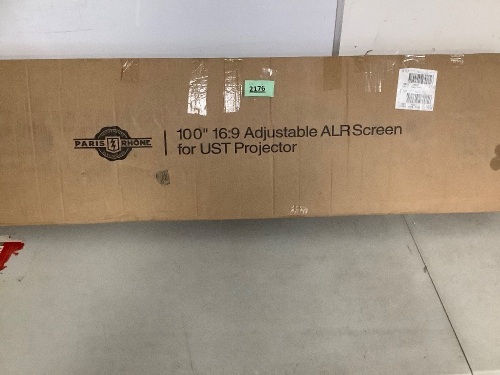 2176
PARIS RHÔNE
100" 16:9 Adjustable ALR Screen
for UST Projector